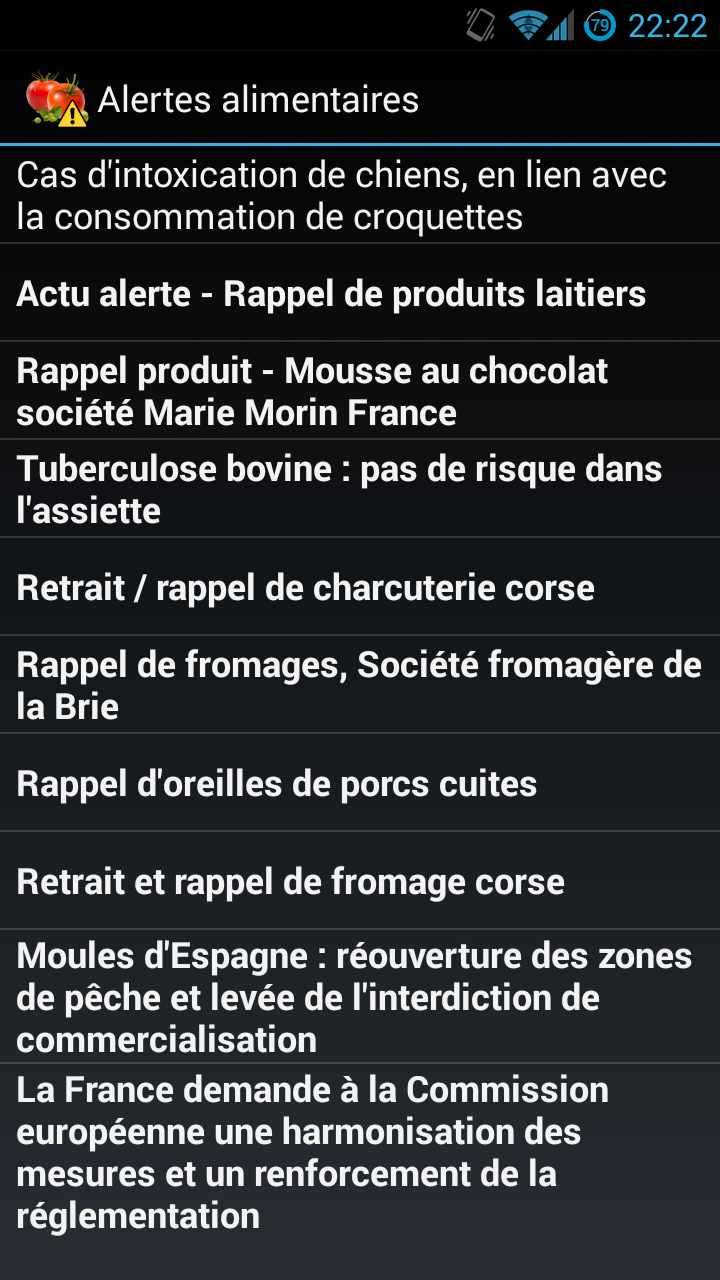 79 22:22
Alertes alimentaires
Cas d'intoxication de chiens, en lien avec
la consommation de croquettes
Actu alerte - Rappel de produits laitiers
Rappel produit - Mousse au chocolat
société Marie Morin France
Tuberculose bovine : pas de risque dans
l'assiette
Retrait / rappel de charcuterie corse
Rappel de fromages, Société fromagère de
la Brie
Rappel d'oreilles de porcs cuites
Retrait et rappel de fromage corse
Moules d'Espagne : réouverture des zones
de pêche et levée de l'interdiction de
commercialisation
La France demande à la Commission
européenne une harmonisation des
mesures et un renforcement de la
réglementation